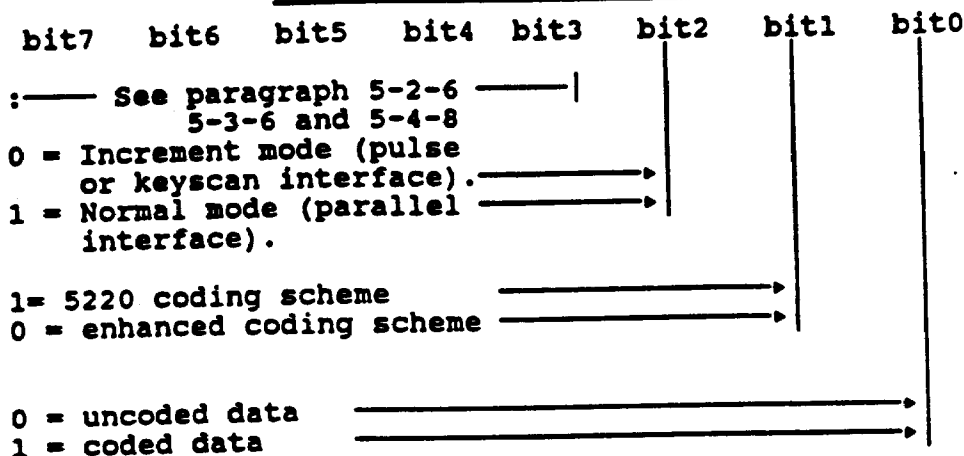 bit7 bit6 bit5 bit4 bit3 bit2 bit1 bit0
:—— See paragraph 5-2-6 ——|
5-3-6 and 5-4-8
0 = Increment mode (pulse
or keyscan interface).
1 = Normal mode (parallel
interface).
1= 5220 coding scheme
0 = enhanced coding scheme
0 = uncoded data
1 = coded data